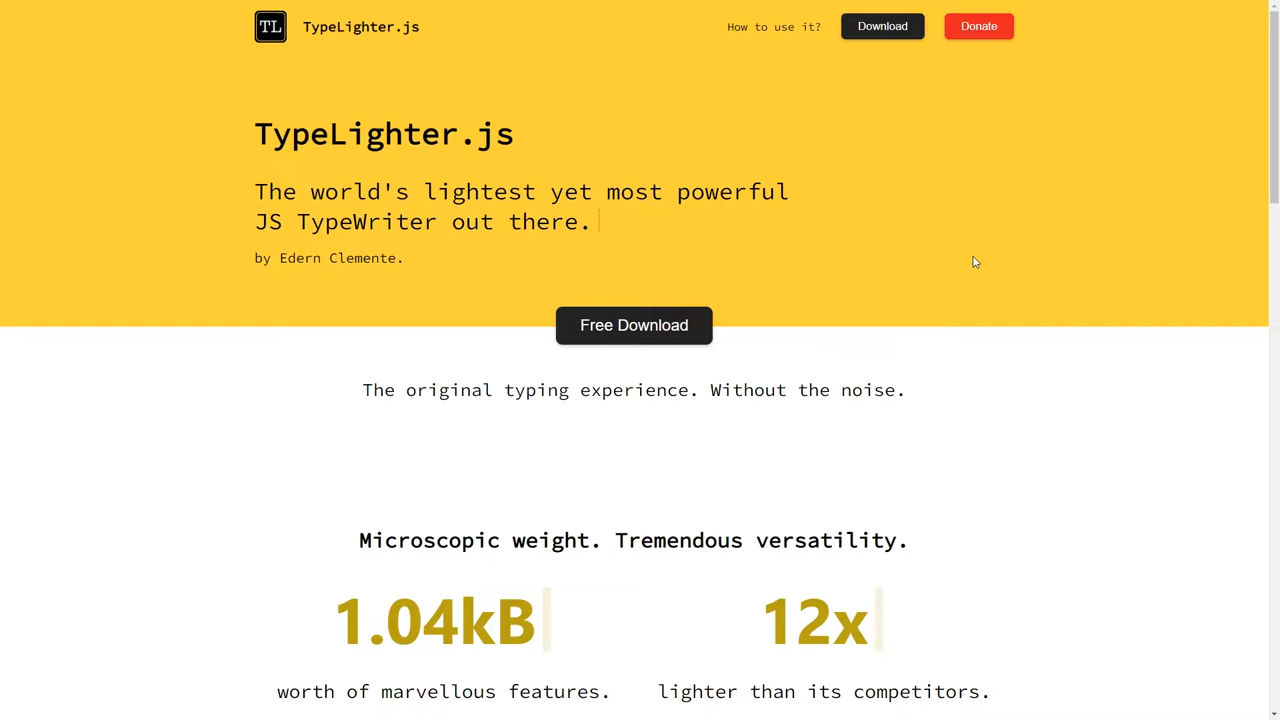 TL TypeLighter.js How to use it? Download Donate
TypeLighter.js
The world's lightest yet most powerful
JS TypeWriter out there.
by Edern Clemente.
Free Download
The original typing experience. Without the noise.
Microscopic weight. Tremendous versatility.
1.04kB 12x
worth of marvellous features. lighter than its competitors.